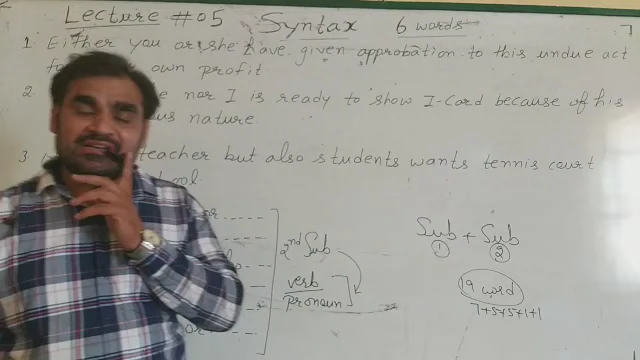 Lecture #05 Syntax 6 words
1. Either you or she have given approbation to this undue act
own profit
2. nor I is ready to show I-Card because of his
nature
3. teacher but also students wants tennis court
or
2nd Sub
verb
pronoun
Sub + Sub
1 2
19 word
7+5+5+1+1